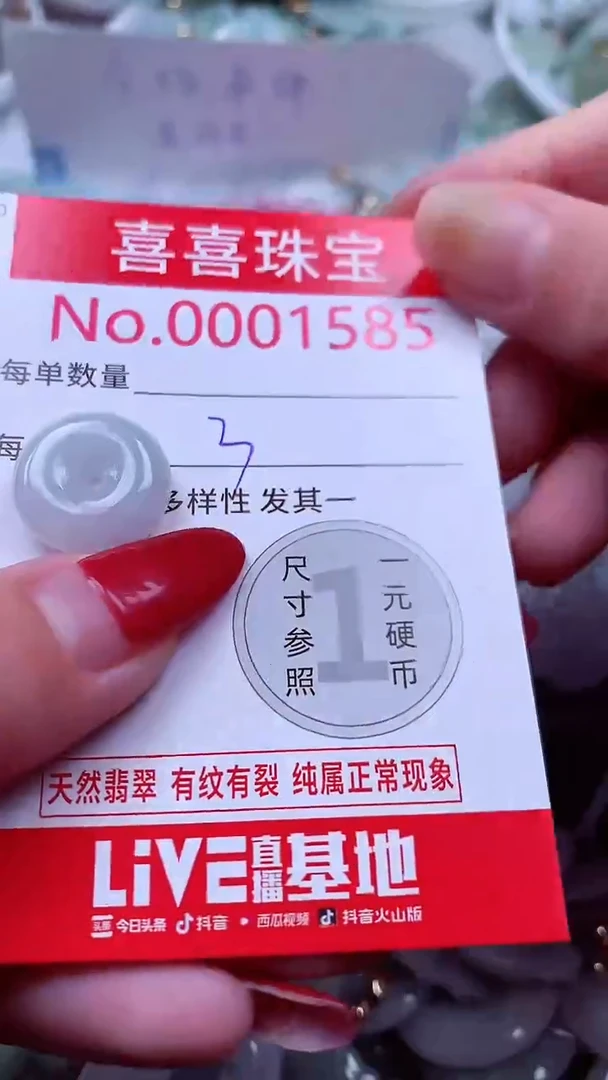 喜喜珠宝
No.0001585
每单数量
每
3
多样性 发其一
尺寸参照
一元硬币
1
天然翡翠 有纹有裂 纯属正常现象
LiVE直播基地
头条 今日头条 抖音 西瓜视频 抖音火山版